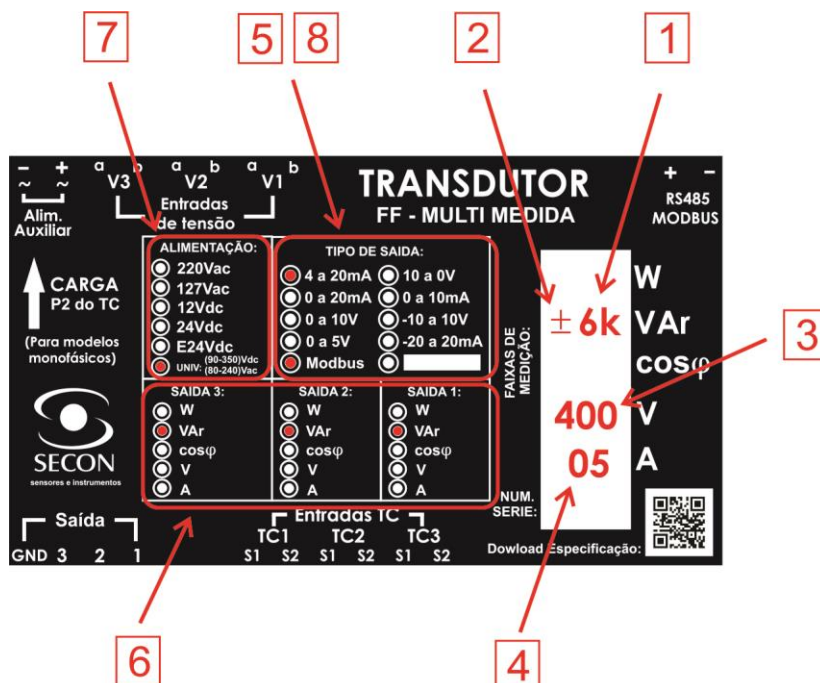 7
5
8
2
1
- + a b a b a b
~ ~ V3 V2 V1
Alim.
Auxiliar
Entradas
de tensão
TRANSDUTOR
FF - MULTI MEDIDA
+ -
RS485
MODBUS
CARGA
P2 do TC
(Para modelos
monofásicos)
SECON
sensores e instrumentos
ALIMENTAÇÃO:
220Vac
127Vac
12Vdc
24Vdc
E24Vdc
UNIV: (90-350)Vdc
(80-240)Vac
TIPO DE SAIDA:
4 a 20mA 10 a 0V
0 a 20mA 0 a 10mA
0 a 10V -10 a 10V
0 a 5V -20 a 20mA
Modbus
FAIXAS DE
MEDIÇÃO:
W
± 6k VAr
cosφ
400 V
05 A
3
SAIDA 3:
W
VAr
cosφ
V
A
SAIDA 2:
W
VAr
cosφ
V
A
SAIDA 1:
W
VAr
cosφ
V
A
NUM.
SERIE:
Saída
GND 3 2 1
Entradas TC
TC1 TC2 TC3
S1 S2 S1 S2 S1 S2
Dowload Especificação:
6
4